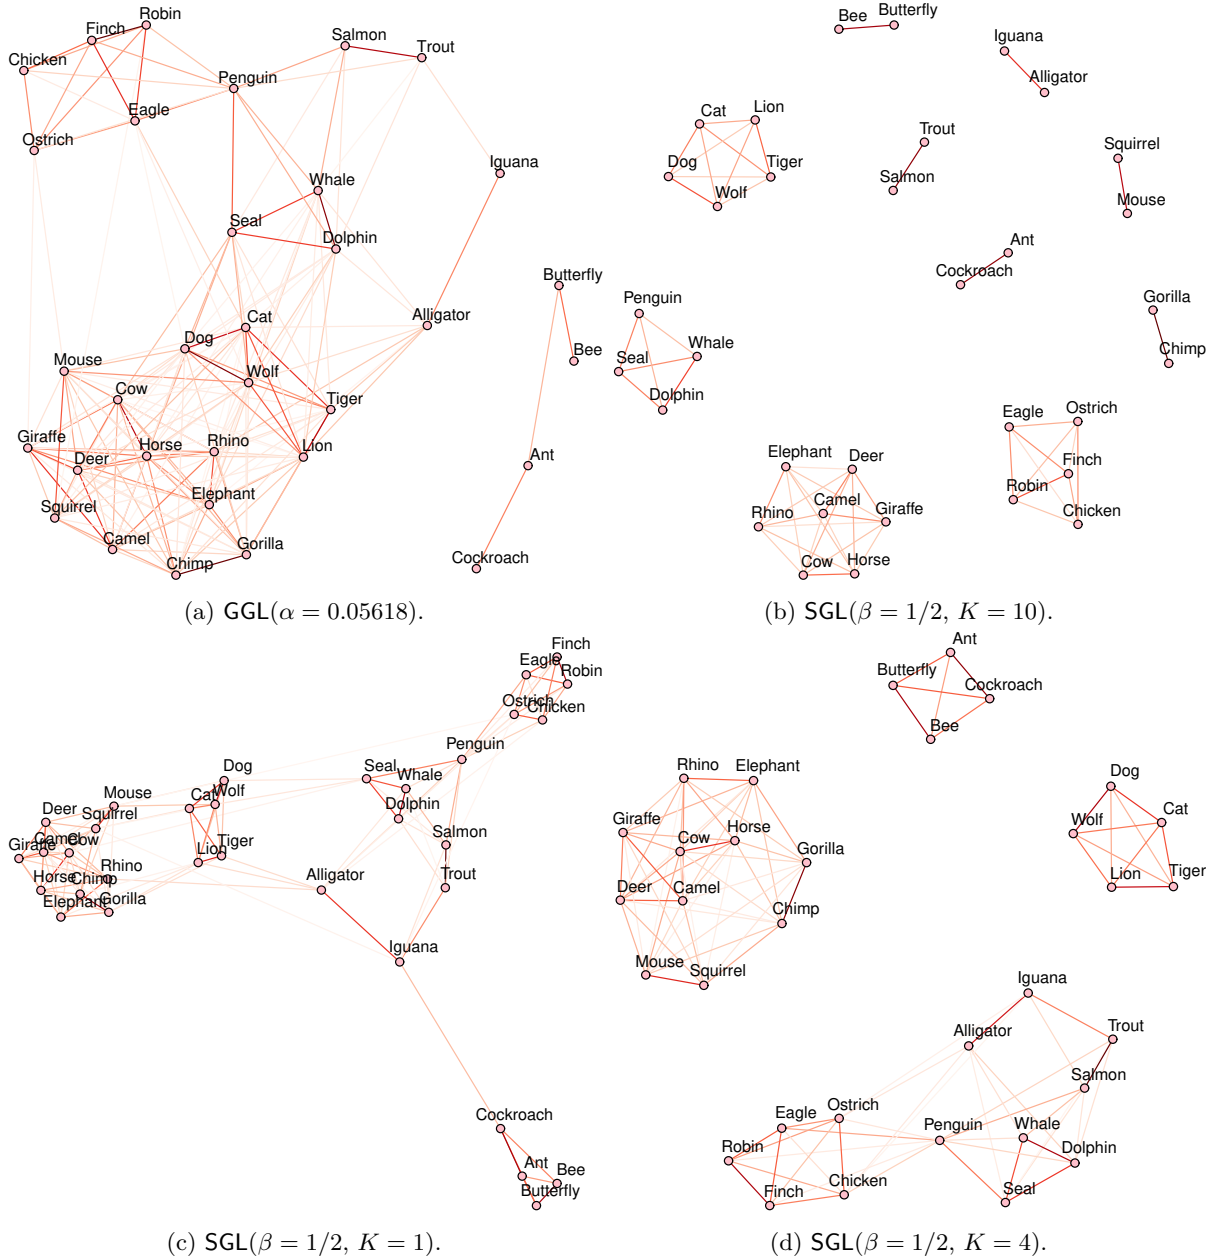 Robin
Finch
Chicken
Eagle
Ostrich
Penguin
Salmon
Trout
Iguana
Whale
Seal
Dolphin
Butterfly
Alligator
Cat
Dog
Bee
Mouse
Wolf
Cow
Tiger
Giraffe
Horse
Rhino
Lion
Deer
Ant
Squirrel
Elephant
Camel
Gorilla
Chimp
Cockroach
(a) GGL(α = 0.05618).
Bee
Butterfly
Iguana
Alligator
Cat
Lion
Trout
Squirrel
Dog
Tiger
Salmon
Wolf
Mouse
Ant
Cockroach
Penguin
Gorilla
Whale
Seal
Chimp
Dolphin
Eagle
Ostrich
Elephant
Deer
Finch
Robin
Camel
Rhino
Giraffe
Chicken
Cow
Horse
(b) SGL(β = 1/2, K = 10).
Finch
Eagle
Robin
Ostrich
Chicken
Penguin
Dog
Seal
Whale
Mouse
Cat
Wolf
Deer
Squirrel
Dolphin
Camel
Cow
Giraffe
Salmon
Tiger
Lion
Rhino
Horse
Chimp
Trout
Alligator
Elephant
Gorilla
Iguana
Cockroach
Ant
Bee
Butterfly
(c) SGL(β = 1/2, K = 1).
Ant
Butterfly
Cockroach
Bee
Rhino
Elephant
Dog
Giraffe
Cat
Wolf
Cow
Horse
Gorilla
Deer
Camel
Lion
Tiger
Chimp
Mouse
Squirrel
Iguana
Alligator
Trout
Salmon
Ostrich
Eagle
Penguin
Whale
Robin
Dolphin
Chicken
Finch
Seal
(d) SGL(β = 1/2, K = 4).